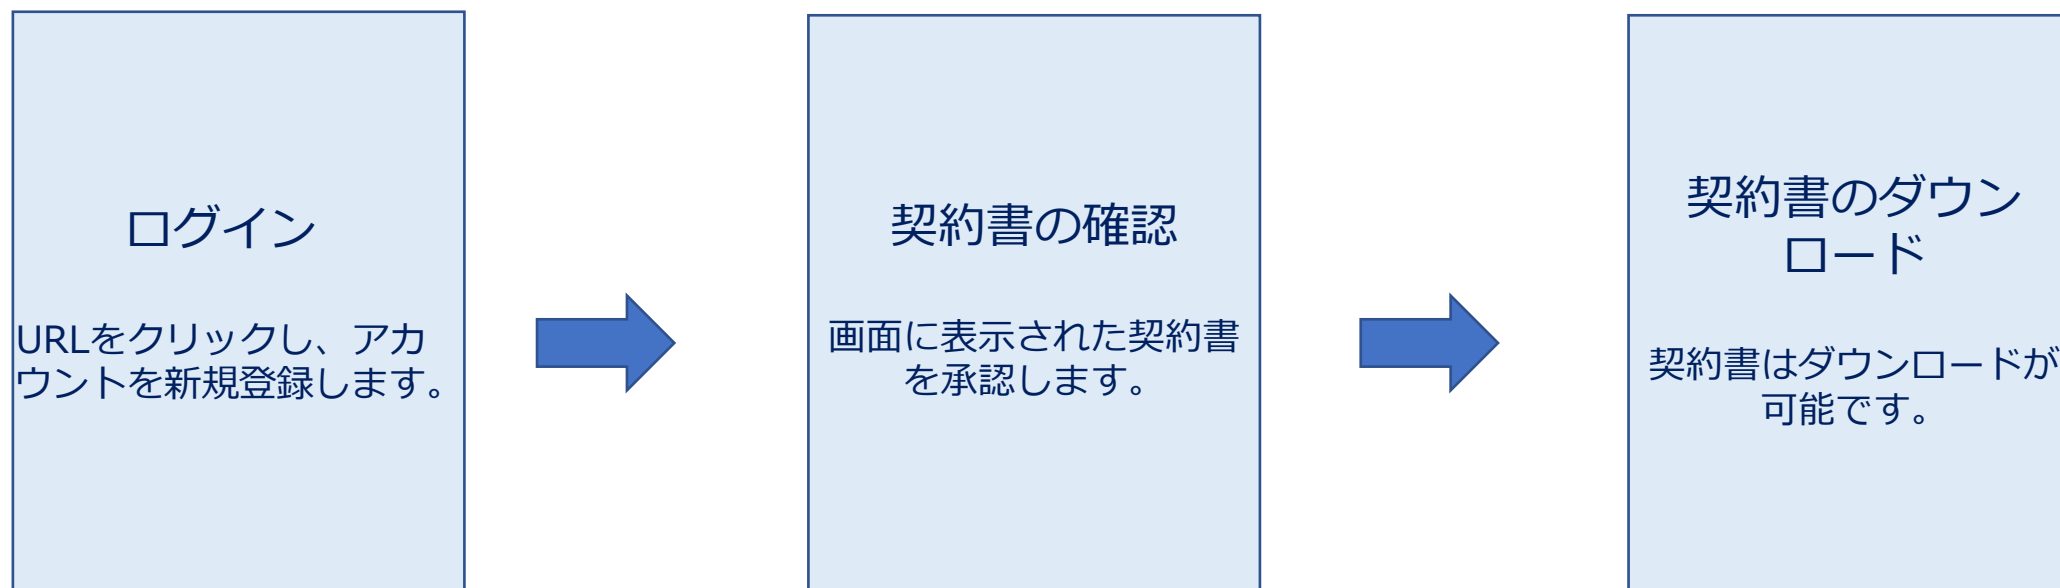 ログイン
URLをクリックし、アカ
ウントを新規登録します。
契約書の確認
画面に表示された契約書
を承認します。
契約書のダウン
ロード
契約書はダウンロードが
可能です。